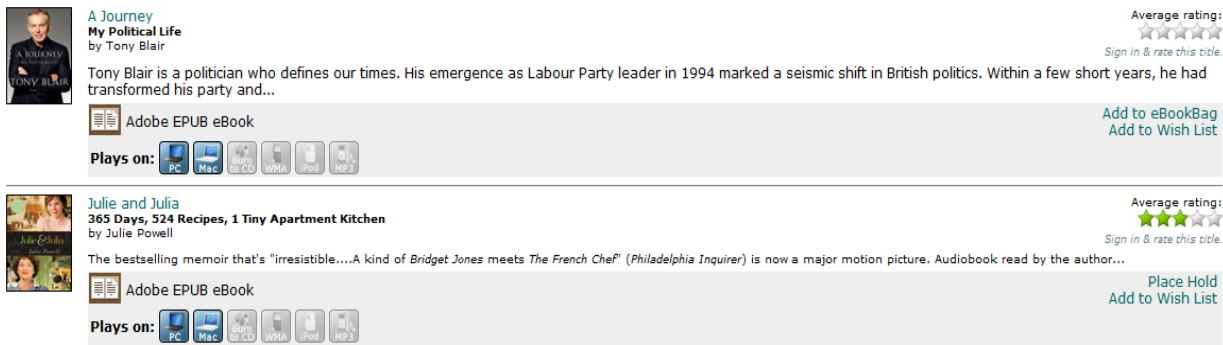 A Journey
My Political Life
by Tony Blair
Average rating:
Sign in & rate this title.
A JOURNEY
TONY BLAIR
Tony Blair is a politician who defines our times. His emergence as Labour Party leader in 1994 marked a seismic shift in British politics. Within a few short years, he had
transformed his party and...
Adobe EPUB eBook
Add to eBookBag
Add to Wish List
Plays on: PC Mac Burn to CD WMA iPod MP3
Julie and Julia
365 Days, 524 Recipes, 1 Tiny Apartment Kitchen
by Julie Powell
Average rating:
Sign in & rate this title.
Julie & Julia
Julie Powell
The bestselling memoir that's "irresistible....A kind of Bridget Jones meets The French Chef" (Philadelphia Inquirer) is now a major motion picture. Audiobook read by the author...
Adobe EPUB eBook
Place Hold
Add to Wish List
Plays on: PC Mac Burn to CD WMA iPod MP3